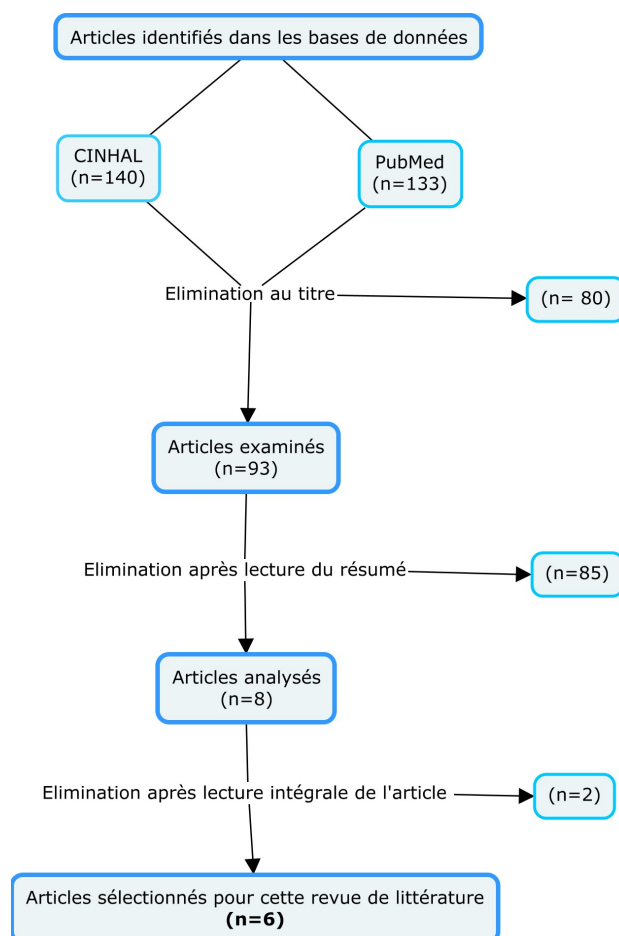 Articles identifiés dans les bases de données
CINHAL
(n=140)
PubMed
(n=133)
Elimination au titre
(n= 80)
Articles examinés
(n=93)
Elimination après lecture du résumé
(n=85)
Articles analysés
(n=8)
Elimination après lecture intégrale de l'article
(n=2)
Articles sélectionnés pour cette revue de littérature
(n=6)